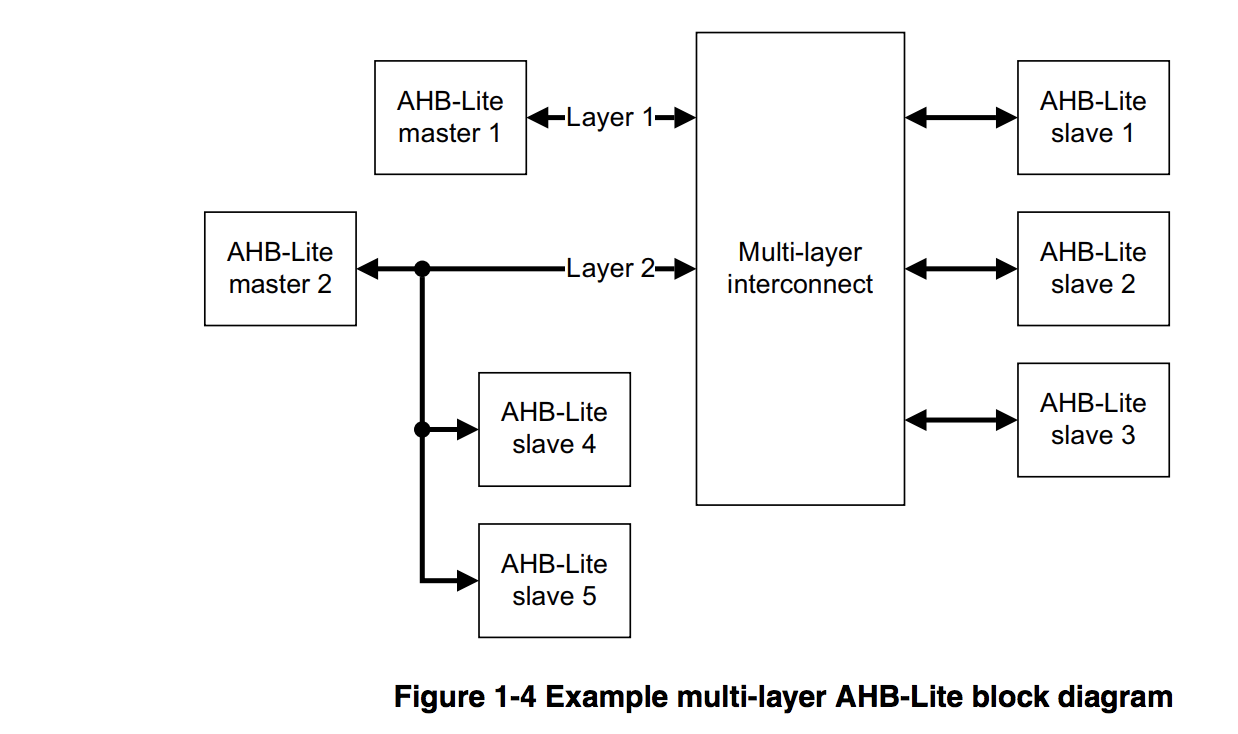 AHB-Lite
master 1
Layer 1
AHB-Lite
slave 1
AHB-Lite
master 2
Layer 2
Multi-layer
interconnect
AHB-Lite
slave 2
AHB-Lite
slave 4
AHB-Lite
slave 3
AHB-Lite
slave 5
Figure 1-4 Example multi-layer AHB-Lite block diagram